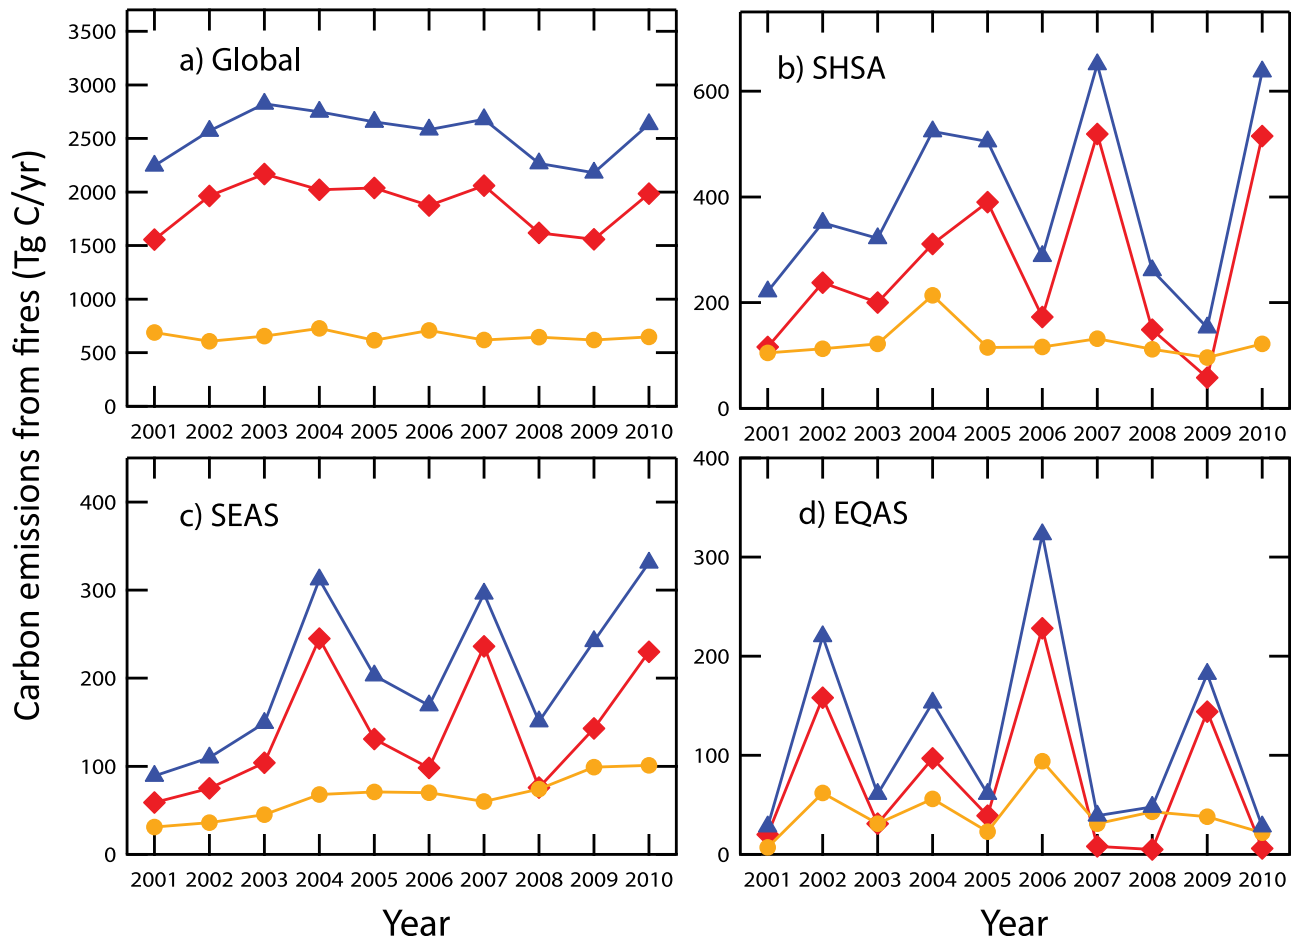 Carbon emissions from fires (Tg C/yr)
a) Global
3500
3000
2500
2000
1500
1000
500
0
2001 2002 2003 2004 2005 2006 2007 2008 2009 2010
b) SHSA
600
400
200
0
2001 2002 2003 2004 2005 2006 2007 2008 2009 2010
c) SEAS
400
300
200
100
0
2001 2002 2003 2004 2005 2006 2007 2008 2009 2010
Year
d) EQAS
400
300
200
100
0
2001 2002 2003 2004 2005 2006 2007 2008 2009 2010
Year